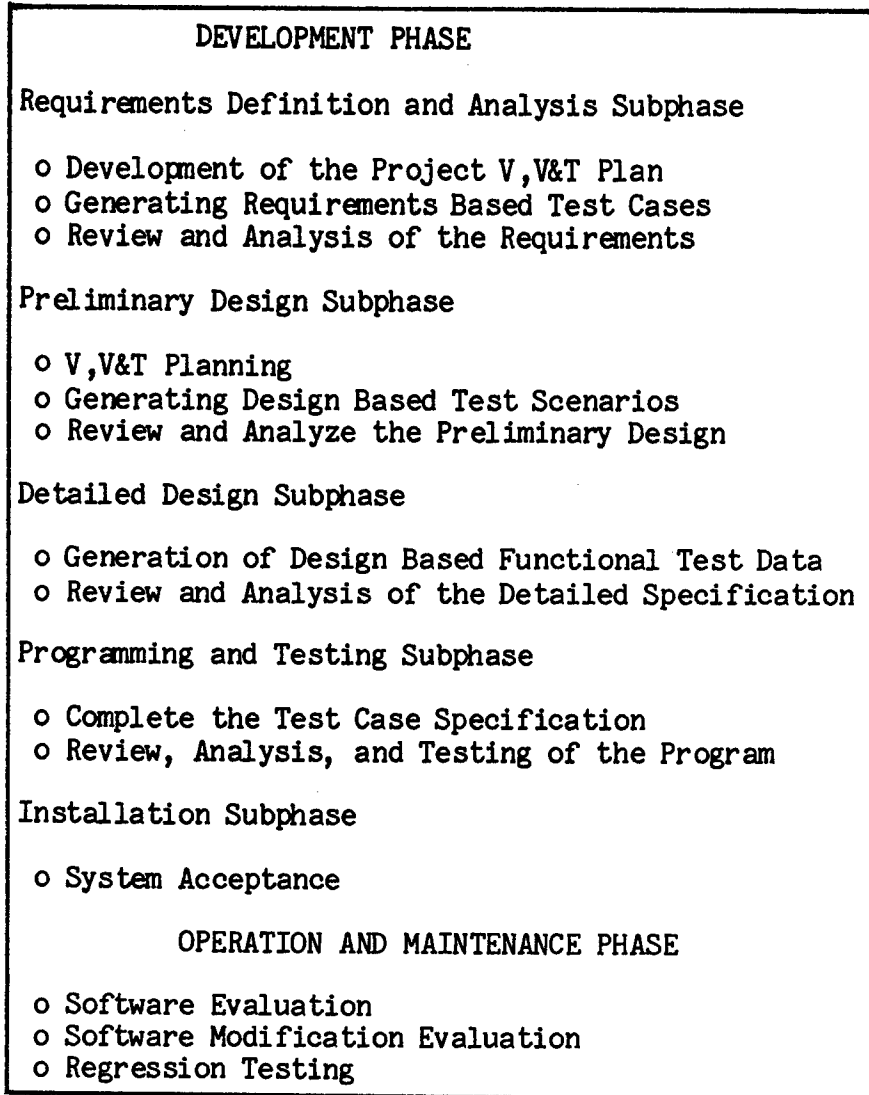 DEVELOPMENT PHASE
Requirements Definition and Analysis Subphase
o Development of the Project V,V&T Plan
o Generating Requirements Based Test Cases
o Review and Analysis of the Requirements
Preliminary Design Subphase
o V,V&T Planning
o Generating Design Based Test Scenarios
o Review and Analyze the Preliminary Design
Detailed Design Subphase
o Generation of Design Based Functional Test Data
o Review and Analysis of the Detailed Specification
Programming and Testing Subphase
o Complete the Test Case Specification
o Review, Analysis, and Testing of the Program
Installation Subphase
o System Acceptance
OPERATION AND MAINTENANCE PHASE
o Software Evaluation
o Software Modification Evaluation
o Regression Testing